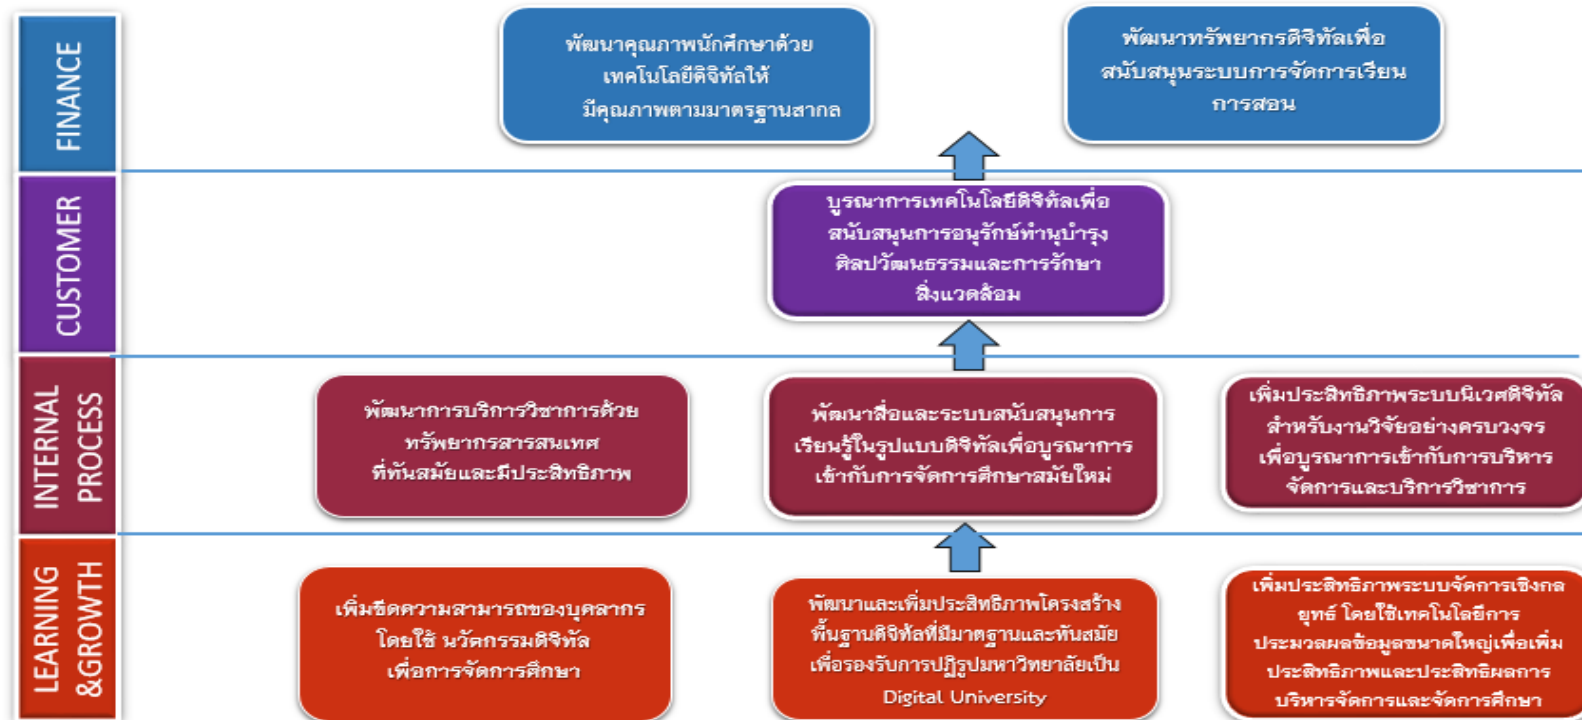 FINANCE
พัฒนาคุณภาพนักศึกษาด้วย
เทคโนโลยีดิจิทัลให้
มีคุณภาพตามมาตรฐานสากล
พัฒนาทรัพยากรดิจิทัลเพื่อ
สนับสนุนระบบการจัดการเรียน
การสอน
CUSTOMER
บูรณาการเทคโนโลยีดิจิทัลเพื่อ
สนับสนุนการอนุรักษ์ทำนุบำรุง
ศิลปวัฒนธรรมและการรักษา
สิ่งแวดล้อม
INTERNAL
PROCESS
พัฒนาการบริการวิชาการด้วย
ทรัพยากรสารสนเทศ
ที่ทันสมัยและมีประสิทธิภาพ
พัฒนาสื่อและระบบสนับสนุนการ
เรียนรู้ในรูปแบบดิจิทัลเพื่อบูรณาการ
เข้ากับการจัดการศึกษาสมัยใหม่
เพิ่มประสิทธิภาพระบบนิเวศดิจิทัล
สำหรับงานวิจัยอย่างครบวงจร
เพื่อบูรณาการเข้ากับการบริหาร
จัดการและบริการวิชาการ
LEARNING
&GROWTH
เพิ่มขีดความสามารถของบุคลากร
โดยใช้ นวัตกรรมดิจิทัล
เพื่อการจัดการศึกษา
พัฒนาและเพิ่มประสิทธิภาพโครงสร้าง
พื้นฐานดิจิทัลที่มีมาตฐานและทันสมัย
เพื่อรองรับการปฏิรูปมหาวิทยาลัยเป็น
Digital University
เพิ่มประสิทธิภาพระบบจัดการเชิงกล
ยุทธ์ โดยใช้เทคโนโลยีการ
ประมวลผลข้อมูลขนาดใหญ่เพื่อเพิ่ม
ประสิทธิภาพและประสิทธิผลการ
บริหารจัดการและจัดการศึกษา